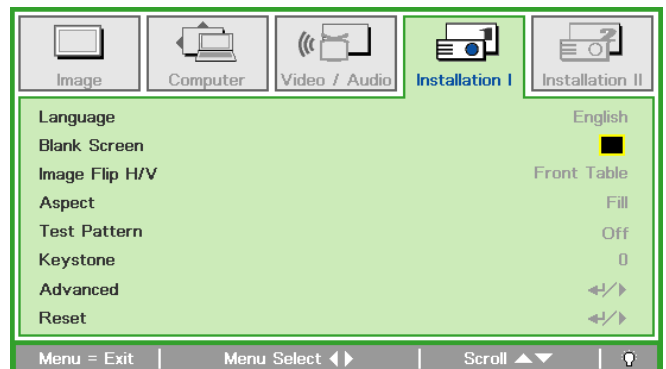 Image Computer Video / Audio Installation I Installation II
Language English
Blank Screen
Image Flip H/V Front Table
Aspect Fill
Test Pattern Off
Keystone 0
Advanced
Reset
Menu = Exit Menu Select Scroll